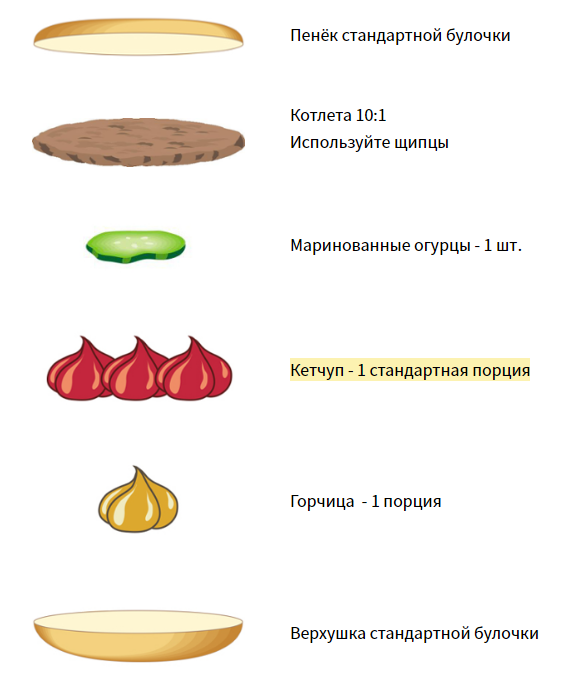 Пенёк стандартной булочки
Котлета 10:1
Используйте щипцы
Маринованные огурцы - 1 шт.
Кетчуп - 1 стандартная порция
Горчица - 1 порция
Верхушка стандартной булочки